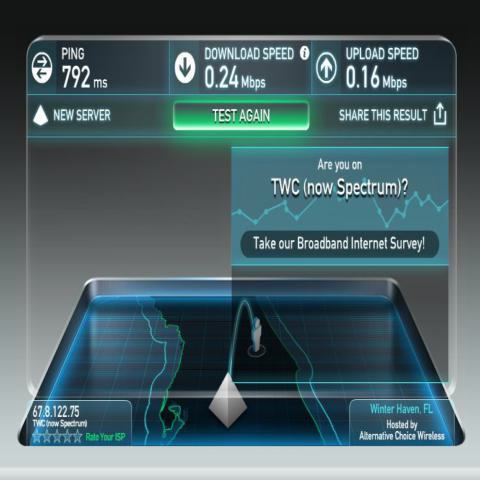 PING
792 ms
DOWNLOAD SPEED
0.24 Mbps
UPLOAD SPEED
0.16 Mbps
NEW SERVER
TEST AGAIN
SHARE THIS RESULT
Are you on
TWC (now Spectrum)?
Take our Broadband Internet Survey!
67.8.122.75
TWC (now Spectrum)
Rate Your ISP
Winter Haven, FL
Hosted by
Alternative Choice Wireless